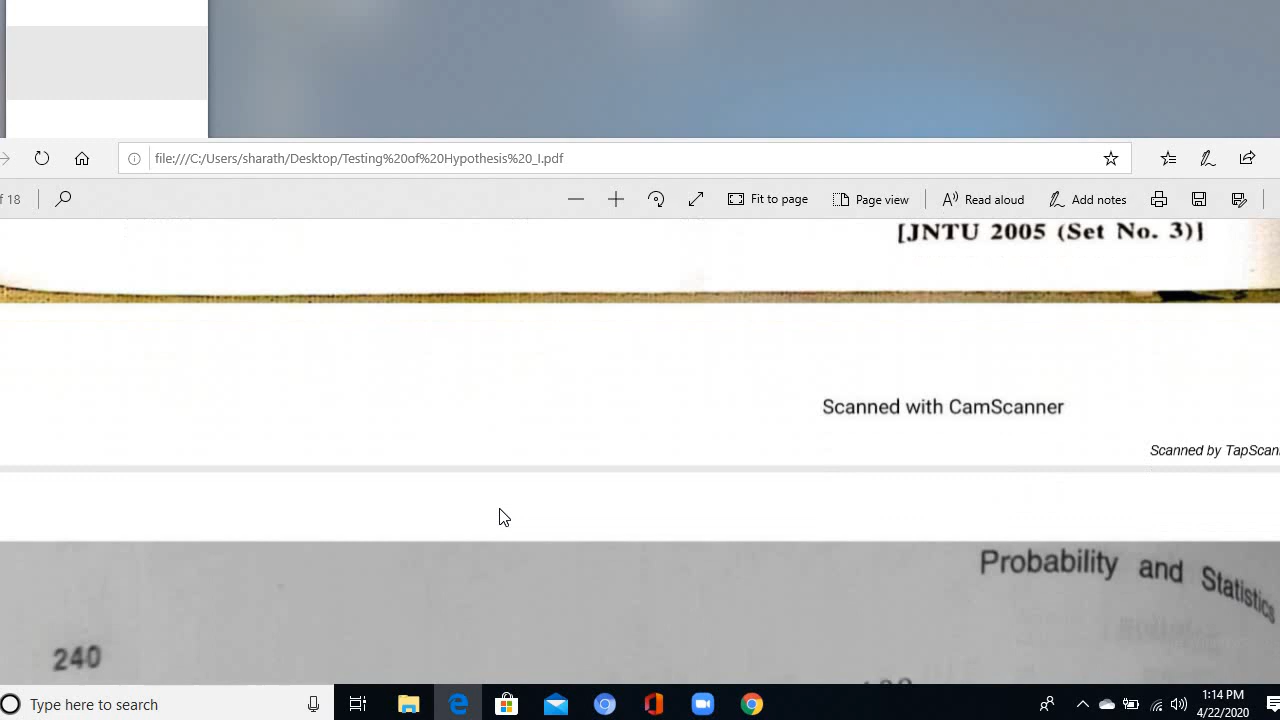 file:///C:/Users/sharath/Desktop/Testing%20of%20Hypothesis%20_I.pdf
f 18
Fit to page
Page view
Read aloud
Add notes
[JNTU 2005 (Set No. 3)]
Scanned with CamScanner
Scanned by TapScan
Probability and Statistics
240
Type here to search
1:14 PM
4/22/2020